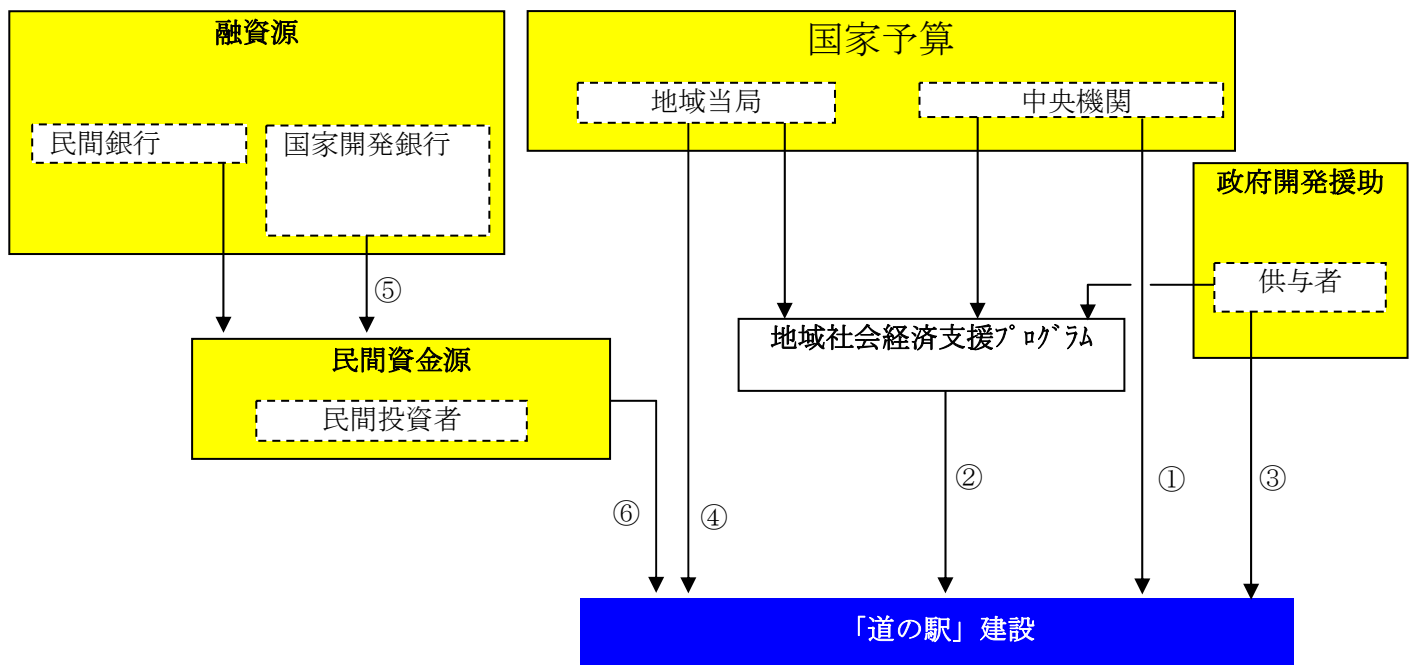 融資源
民間銀行
国家開発銀行
国家予算
地域当局
中央機関
政府開発援助
供与者
⑤
地域社会経済支援ﾌﾟﾛｸﾞﾗﾑ
民間資金源
民間投資者
⑥
④
②
①
③
「道の駅」建設